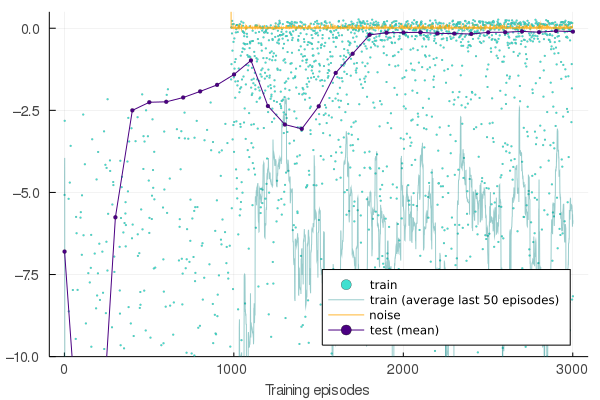 0.0
−2.5
−5.0
−7.5
−10.0
train
train (average last 50 episodes)
noise
test (mean)
0 1000 2000 3000
Training episodes